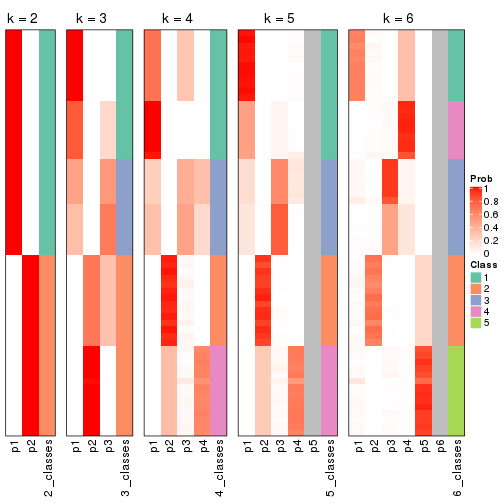 k = 2
k = 3
k = 4
k = 5
k = 6
p1
p2
2_classes
p1
p2
p3
3_classes
p1
p2
p3
p4
4_classes
p1
p2
p3
p4
p5
5_classes
p1
p2
p3
p4
p5
p6
6_classes
Prob
1
0.8
0.6
0.4
0.2
0
Class
1
2
3
4
5